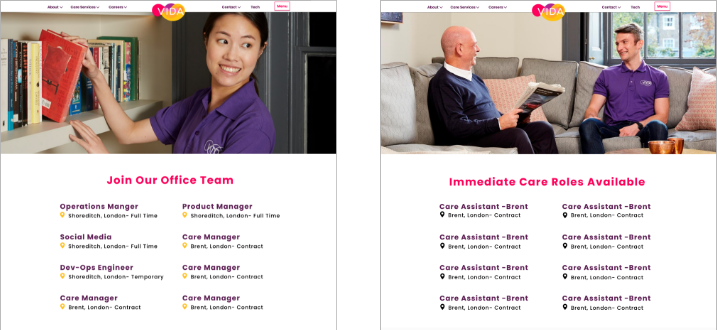 About Care Services Careers VIDA Contact Tech Menu
Join Our Office Team
Operations Manger Product Manager
Shoreditch, London- Full Time Shoreditch, London- Full Time
Social Media Care Manager
Shoreditch, London- Full Time Brent, London- Contract
Dev-Ops Engineer Care Manager
Shoreditch, London- Temporary Brent, London- Contract
Care Manager Care Manager
Brent, London- Contract Brent, London- Contract
About Care Services Careers VIDA Contact Tech Menu
Immediate Care Roles Available
Care Assistant -Brent Care Assistant -Brent
Brent, London- Contract Brent, London- Contract
Care Assistant -Brent Care Assistant -Brent
Brent, London- Contract Brent, London- Contract
Care Assistant -Brent Care Assistant -Brent
Brent, London- Contract Brent, London- Contract
Care Assistant -Brent Care Assistant -Brent
Brent, London- Contract Brent, London- Contract